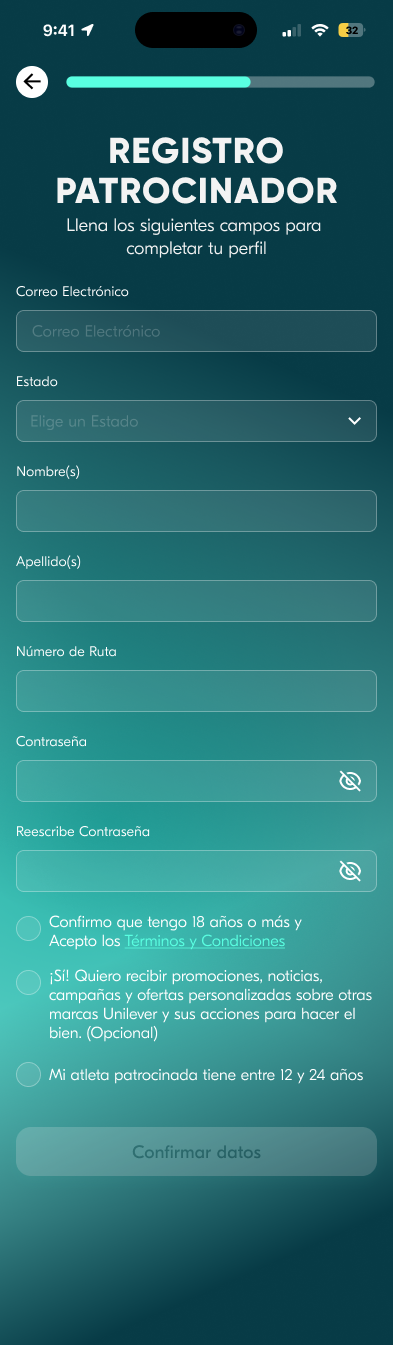 9:41
32
REGISTRO
PATROCINADOR
Llena los siguientes campos para
completar tu perfil
Correo Electrónico
Correo Electrónico
Estado
Elige un Estado
Nombre(s)
Apellido(s)
Número de Ruta
Contraseña
Reescribe Contraseña
Confirmo que tengo 18 años o más y
Acepto los Términos y Condiciones
¡Sí! Quiero recibir promociones, noticias,
campañas y ofertas personalizadas sobre otras
marcas Unilever y sus acciones para hacer el
bien. (Opcional)
Mi atleta patrocinada tiene entre 12 y 24 años
Confirmar datos